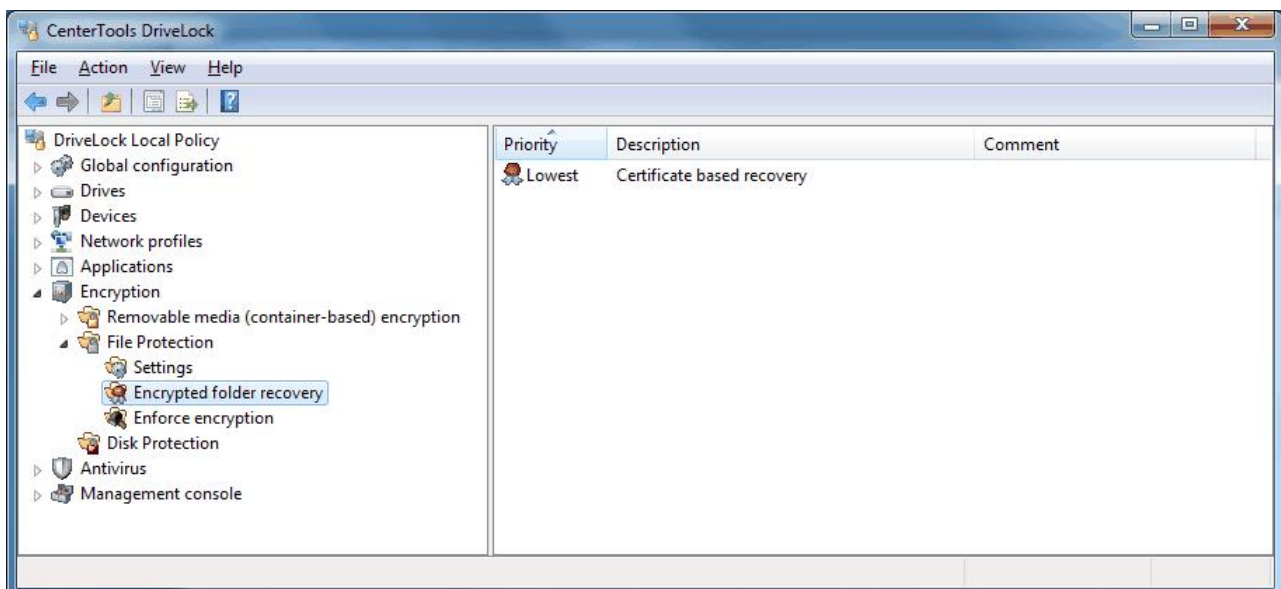 CenterTools DriveLock
File Action View Help
DriveLock Local Policy
Global configuration
Drives
Devices
Network profiles
Applications
Encryption
Removable media (container-based) encryption
File Protection
Settings
Encrypted folder recovery
Enforce encryption
Disk Protection
Antivirus
Management console
Priority Description Comment
Lowest Certificate based recovery